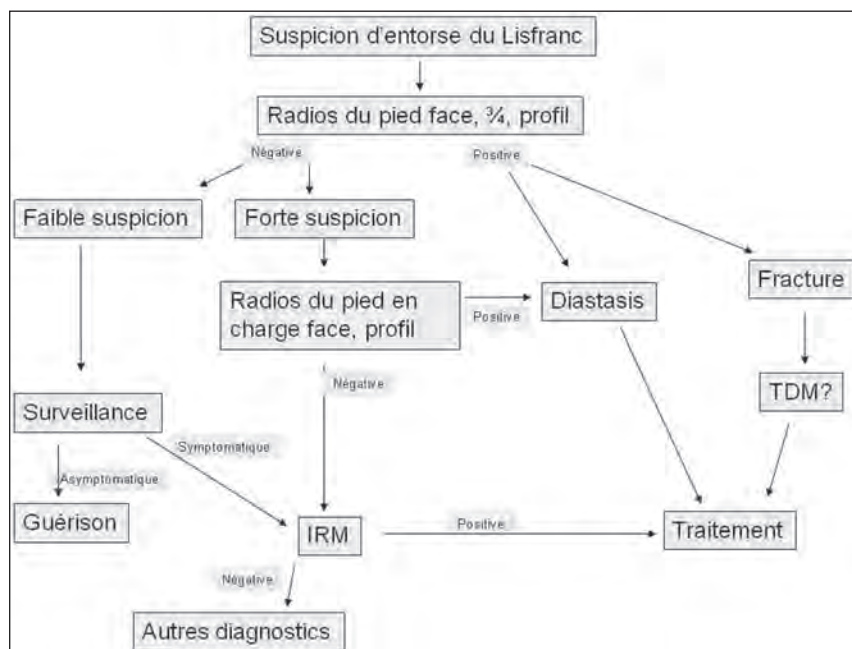 Suspicion d'entorse du Lisfranc
Radios du pied face, ¾, profil
Négative
Positive
Faible suspicion
Forte suspicion
Radios du pied en
charge face, profil
Positive
Diastasis
Fracture
Négative
TDM?
Surveillance
Symptomatique
Asymptomatique
Guérison
IRM
Positive
Traitement
Négative
Autres diagnostics